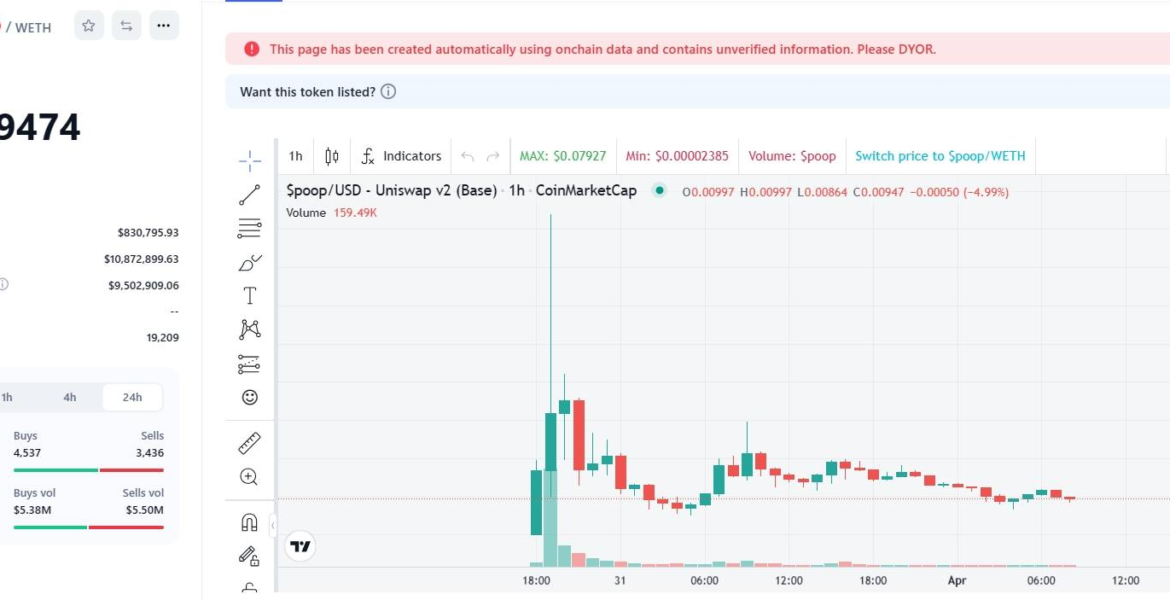 / WETH
This page has been created automatically using onchain data and contains unverified information. Please DYOR.
Want this token listed?
9474
1h Indicators MAX: $0.07927 Min: $0.00002385 Volume: $poop Switch price to $poop/WETH
$poop/USD - Uniswap v2 (Base) · 1h · CoinMarketCap O0.00997 H0.00997 L0.00864 C0.00947 −0.00050 (−4.99%)
Volume 159.49K
$830,795.93
$10,872,899.63
$9,502,909.06
--
19,209
1h 4h 24h
Buys Sells
4,537 3,436
Buys vol Sells vol
$5.38M $5.50M
18:00 31 06:00 12:00 18:00 Apr 06:00 12:00